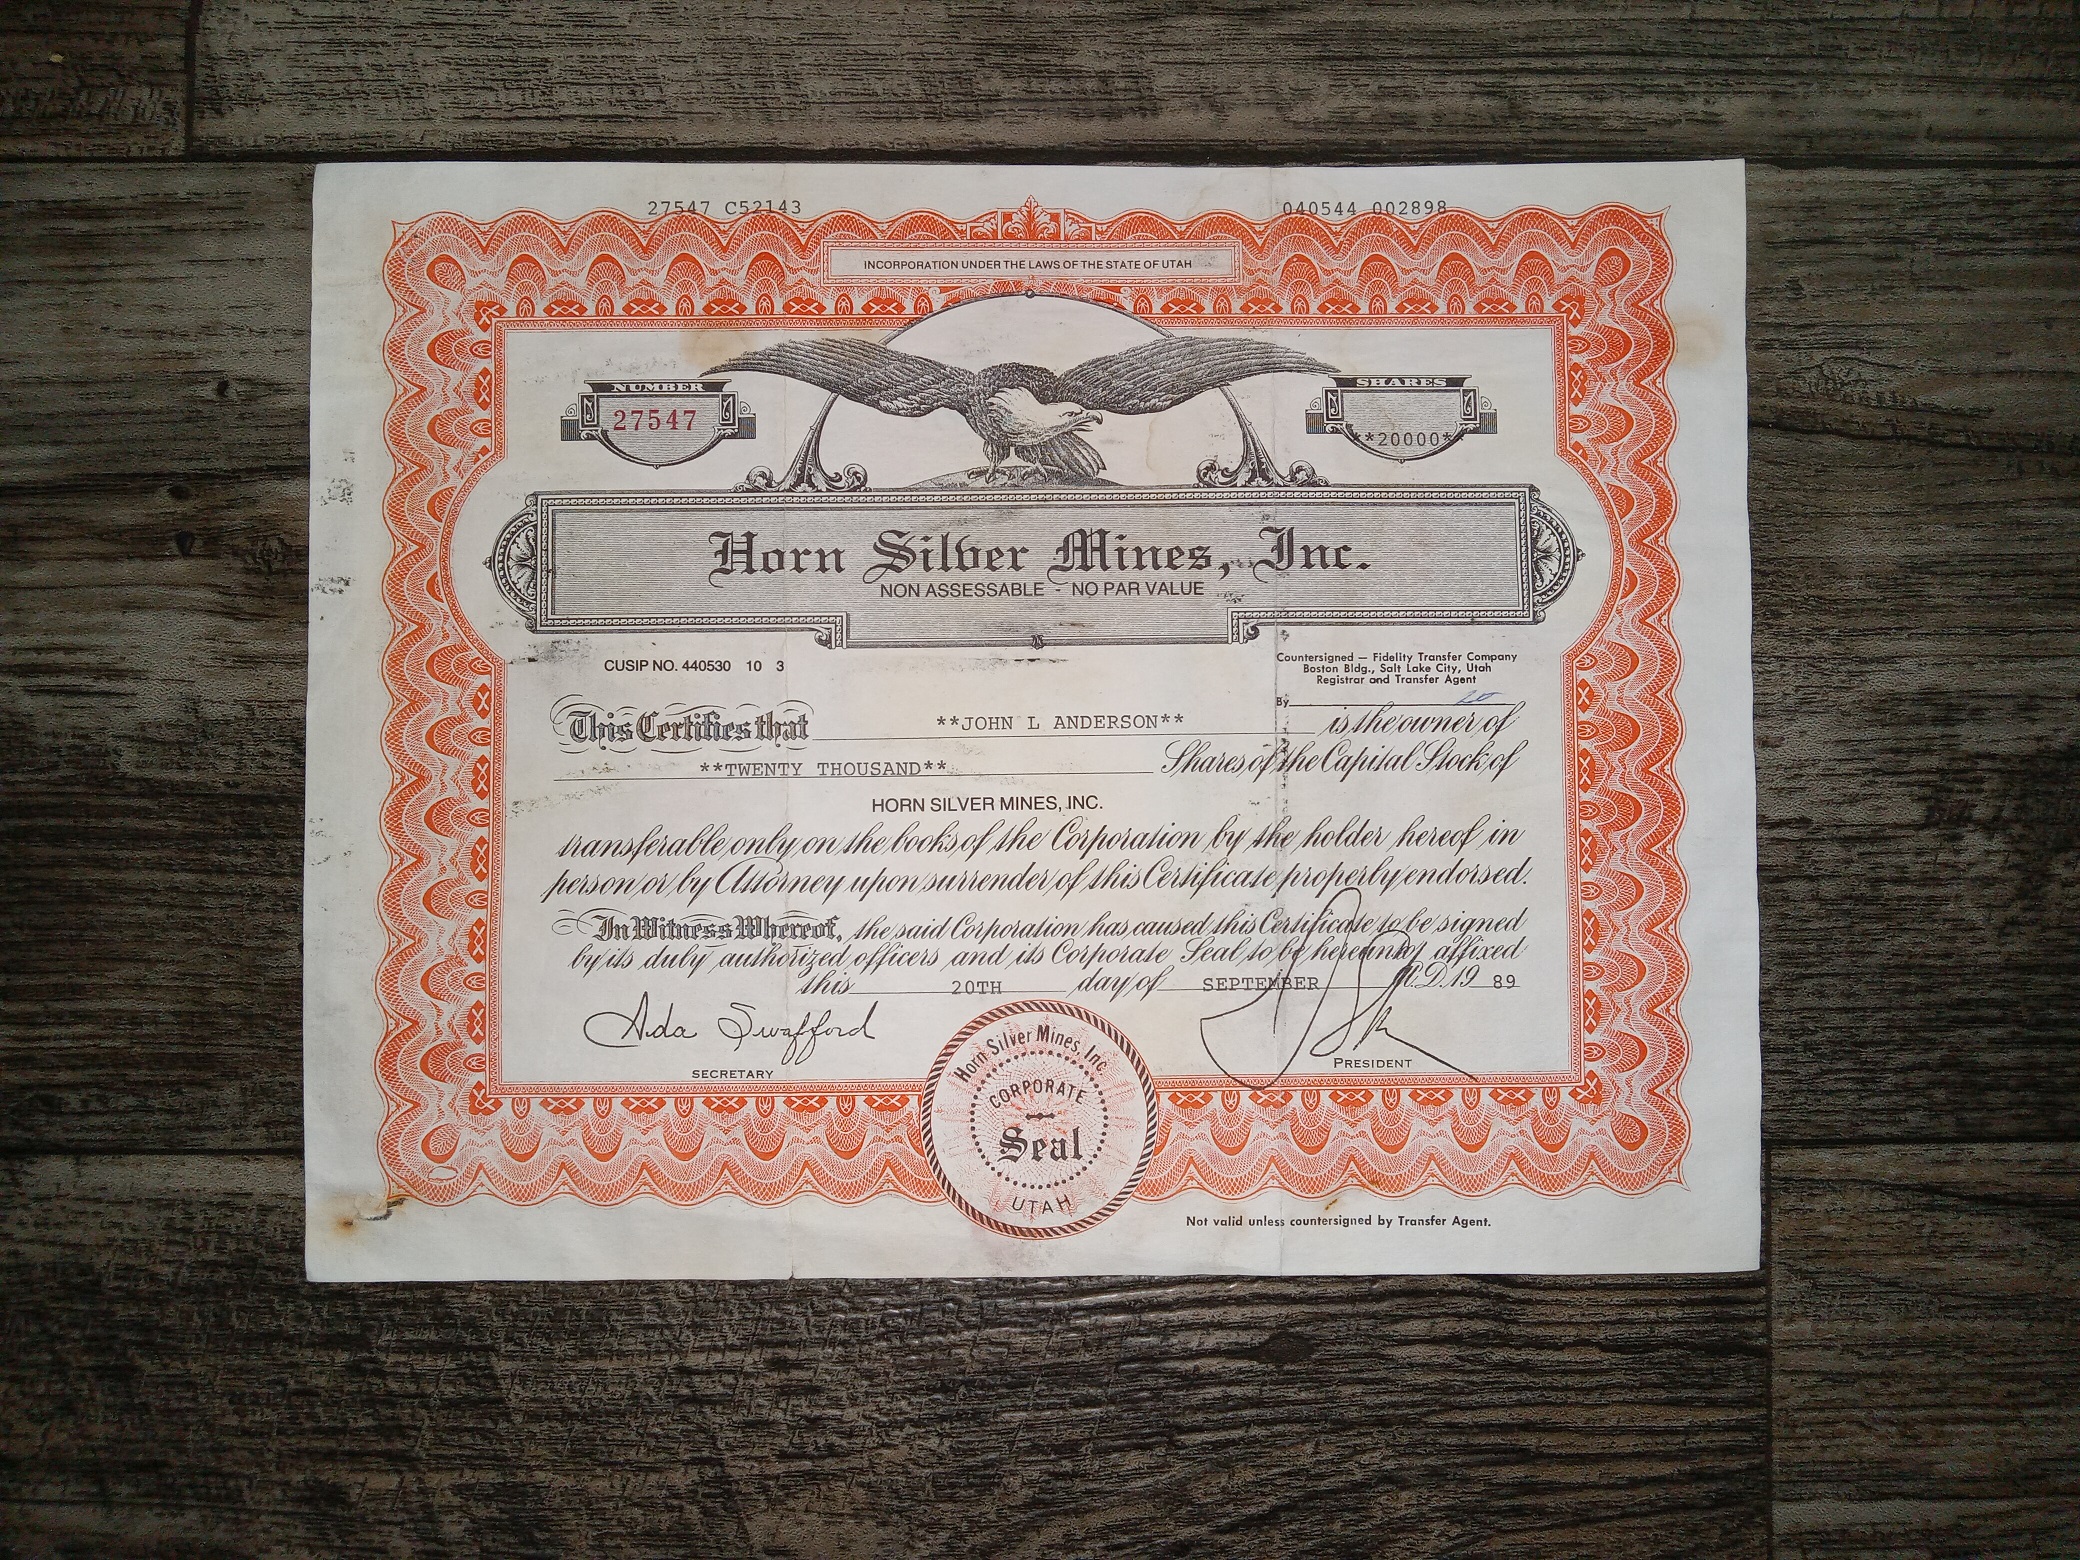 27547 C52143 040544 002898
INCORPORATION UNDER THE LAWS OF THE STATE OF UTAH
NUMBER
27547
SHARES
**20000*
Horn Silver Mines, Inc.
NON ASSESSABLE - NO PAR VALUE
CUSIP NO. 440530 10 3
Countersigned — Fidelity Transfer Company
Boston Bldg., Salt Lake City, Utah
Registrar and Transfer Agent
By
This Certifies that **JOHN L ANDERSON** is the owner of
**TWENTY THOUSAND** Shares of the Capital Stock of
HORN SILVER MINES, INC.
transferable only on the books of the Corporation by the holder hereof in
person or by Attorney upon surrender of this Certificate properly endorsed.
In Witness Whereof, the said Corporation has caused this Certificate to be signed
by its duly authorized officers and its Corporate Seal to be hereunto affixed
this 20TH day of SEPTEMBER A.D. 19 89
Ada Swafford
SECRETARY
PRESIDENT
Horn Silver Mines, Inc.
CORPORATE
Seal
UTAH
Not valid unless countersigned by Transfer Agent.